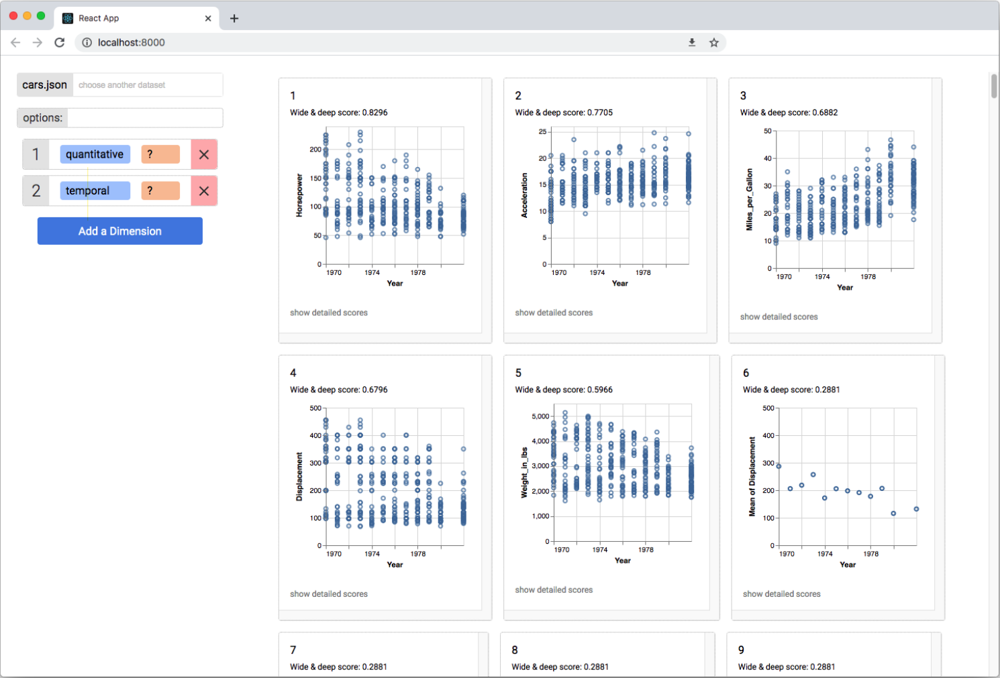 React App
localhost:8000
cars.json choose another dataset
options:
1 quantitative ?
2 temporal ?
Add a Dimension
1
Wide & deep score: 0.8296
200
150
100
50
0
Horsepower
1970 1974 1978
Year
show detailed scores
2
Wide & deep score: 0.7705
25
20
15
10
5
0
Acceleration
1970 1974 1978
Year
show detailed scores
3
Wide & deep score: 0.6882
50
40
30
20
10
0
Miles_per_Gallon
1970 1974 1978
Year
show detailed scores
4
Wide & deep score: 0.6796
500
400
300
200
100
0
Displacement
1970 1974 1978
Year
show detailed scores
5
Wide & deep score: 0.5966
5,000
4,000
3,000
2,000
1,000
0
Weight_in_lbs
1970 1974 1978
Year
show detailed scores
6
Wide & deep score: 0.2881
500
400
300
200
100
0
Mean of Displacement
1970 1974 1978
Year
show detailed scores
7
Wide & deep score: 0.2881
8
Wide & deep score: 0.2881
9
Wide & deep score: 0.2881